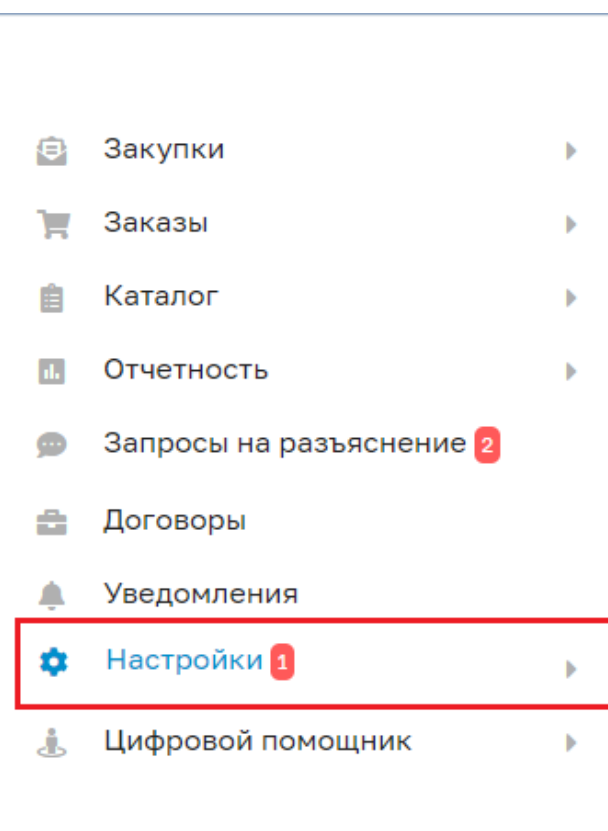 Закупки
Заказы
Каталог
Отчетность
Запросы на разъяснение 2
Договоры
Уведомления
Настройки 1
Цифровой помощник